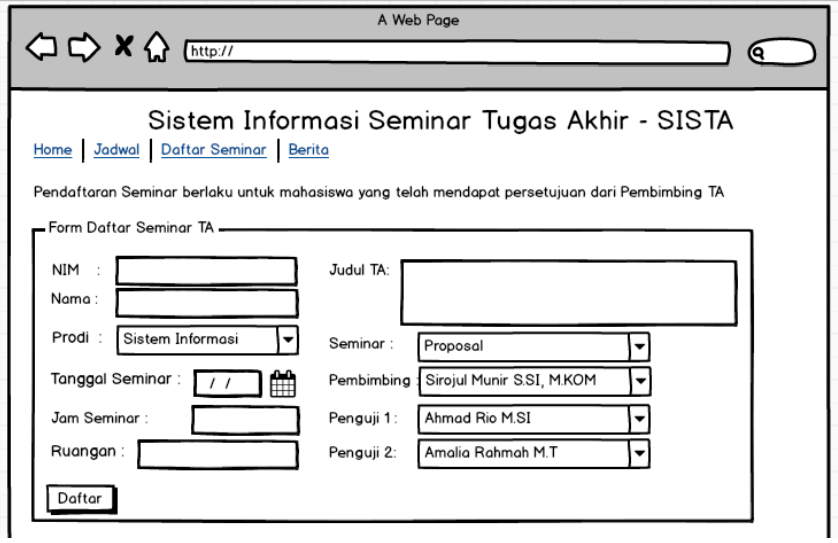 A Web Page
http://
Sistem Informasi Seminar Tugas Akhir - SISTA
Home | Jadwal | Daftar Seminar | Berita
Pendaftaran Seminar berlaku untuk mahasiswa yang telah mendapat persetujuan dari Pembimbing TA
Form Daftar Seminar TA
NIM :
Nama :
Prodi : Sistem Informasi
Tanggal Seminar : / /
Jam Seminar :
Ruangan :
Judul TA:
Seminar : Proposal
Pembimbing : Sirojul Munir S.SI, M.KOM
Penguji 1: Ahmad Rio M.SI
Penguji 2: Amalia Rahmah M.T
Daftar